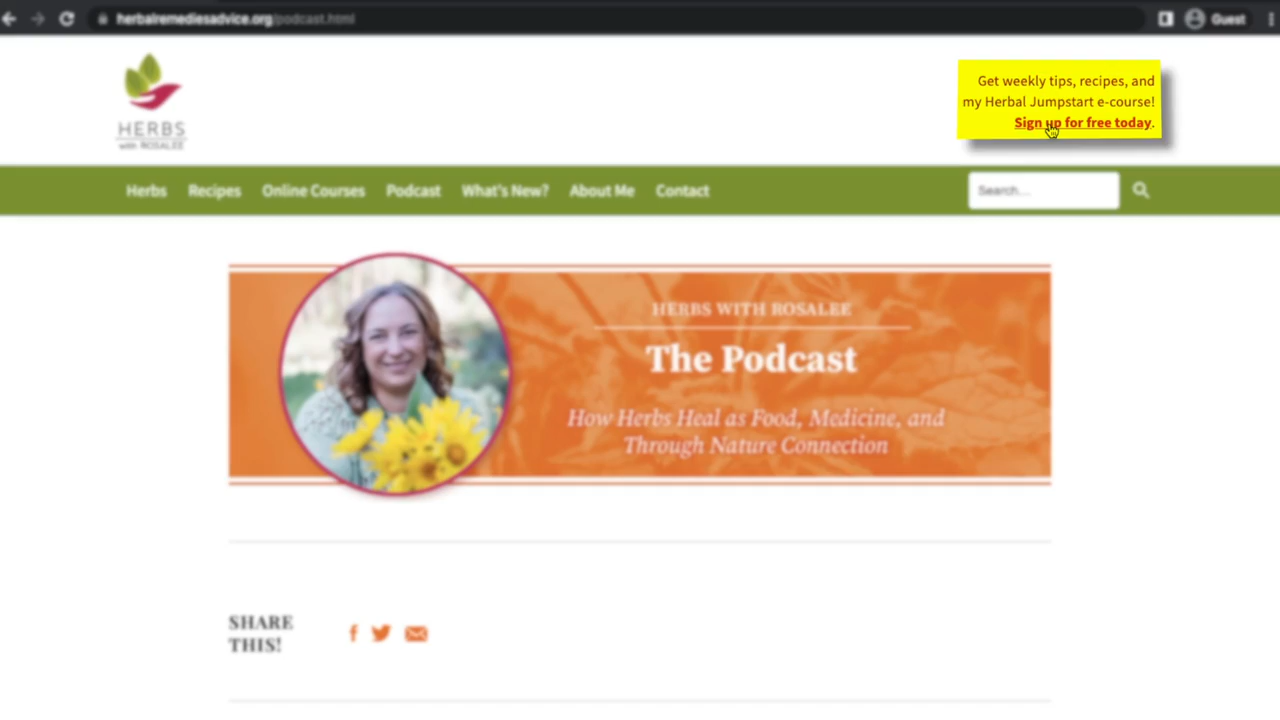 herbalremediesadvice.org/podcast.html
Guest
HERBS
with ROSALEE
Get weekly tips, recipes, and
my Herbal Jumpstart e-course!
Sign up for free today.
Herbs Recipes Online Courses Podcast What's New? About Me Contact
Search...
HERBS WITH ROSALEE
The Podcast
How Herbs Heal as Food, Medicine, and
Through Nature Connection
SHARE
THIS!